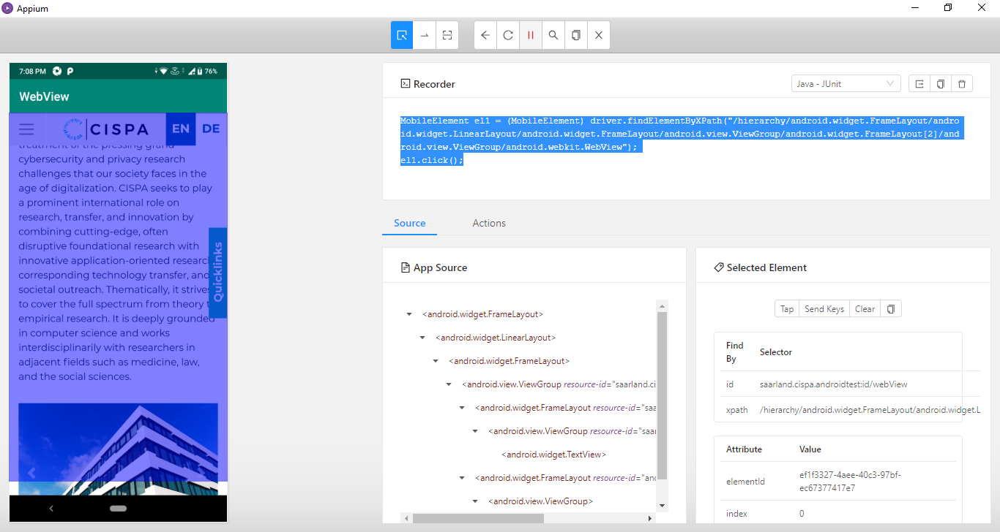 Appium
7:08 PM
76%
WebView
CISPA
EN
DE
treatment of the pressing grand
cybersecurity and privacy research
challenges that our society faces in the
age of digitalization. CISPA seeks to play
a prominent international role on
research, transfer, and innovation by
combining cutting-edge, often
disruptive foundational research with
innovative application-oriented research
corresponding technology transfer, and
societal outreach. Thematically, it strives
to cover the full spectrum from theory t
empirical research. It is deeply grounded
in computer science and works
interdisciplinarily with researchers in
adjacent fields such as medicine, law,
and the social sciences.
Quicklinks
Recorder
Java - JUnit
MobileElement el1 = (MobileElement) driver.findElementByXPath("/hierarchy/android.widget.FrameLayout/andro
id.widget.LinearLayout/android.widget.FrameLayout/android.view.ViewGroup/android.widget.FrameLayout[2]/and
roid.view.ViewGroup/android.webkit.WebView");
el1.click();
Source
Actions
App Source
<android.widget.FrameLayout>
<android.widget.LinearLayout>
<android.widget.FrameLayout>
<android.view.ViewGroup resource-id="saarland.ci
<android.widget.FrameLayout resource-id="saa
<android.view.ViewGroup resource-id="saar
<android.widget.TextView>
<android.widget.FrameLayout resource-id="and
<android.view.ViewGroup>
Selected Element
Tap
Send Keys
Clear
Find By
Selector
id
saarland.cispa.androidtest:id/webView
xpath
/hierarchy/android.widget.FrameLayout/android.widget.L
Attribute
Value
elementId
ef1f3327-4aee-40c3-97bf-
ec67377417e7
index
0